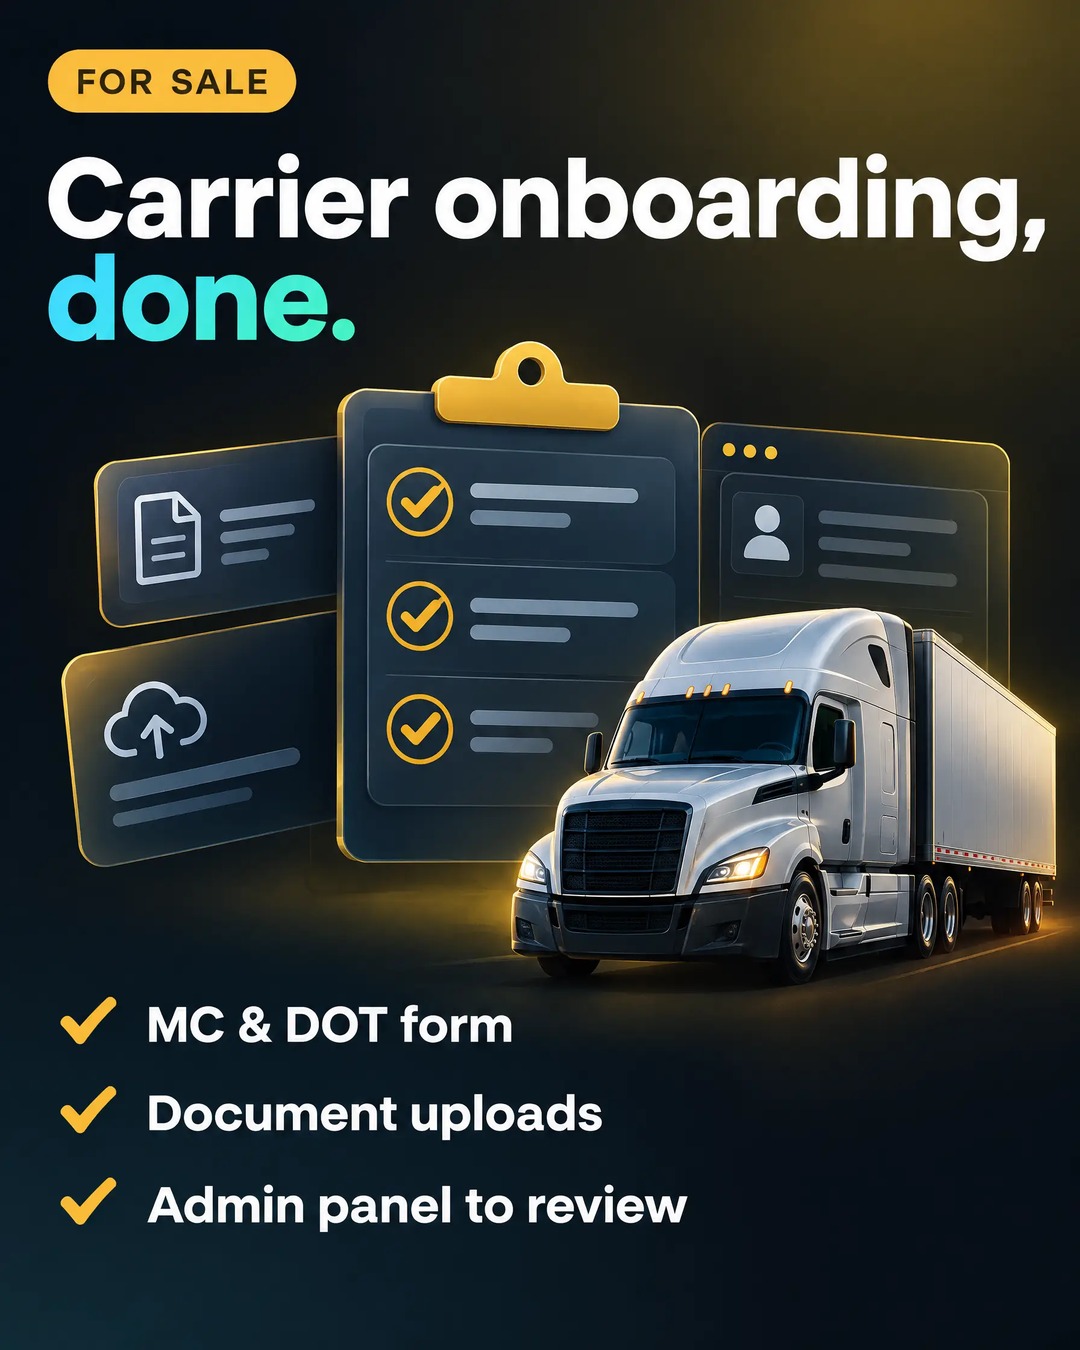 FOR SALE
Carrier onboarding,
done.
MC & DOT form
Document uploads
Admin panel to review